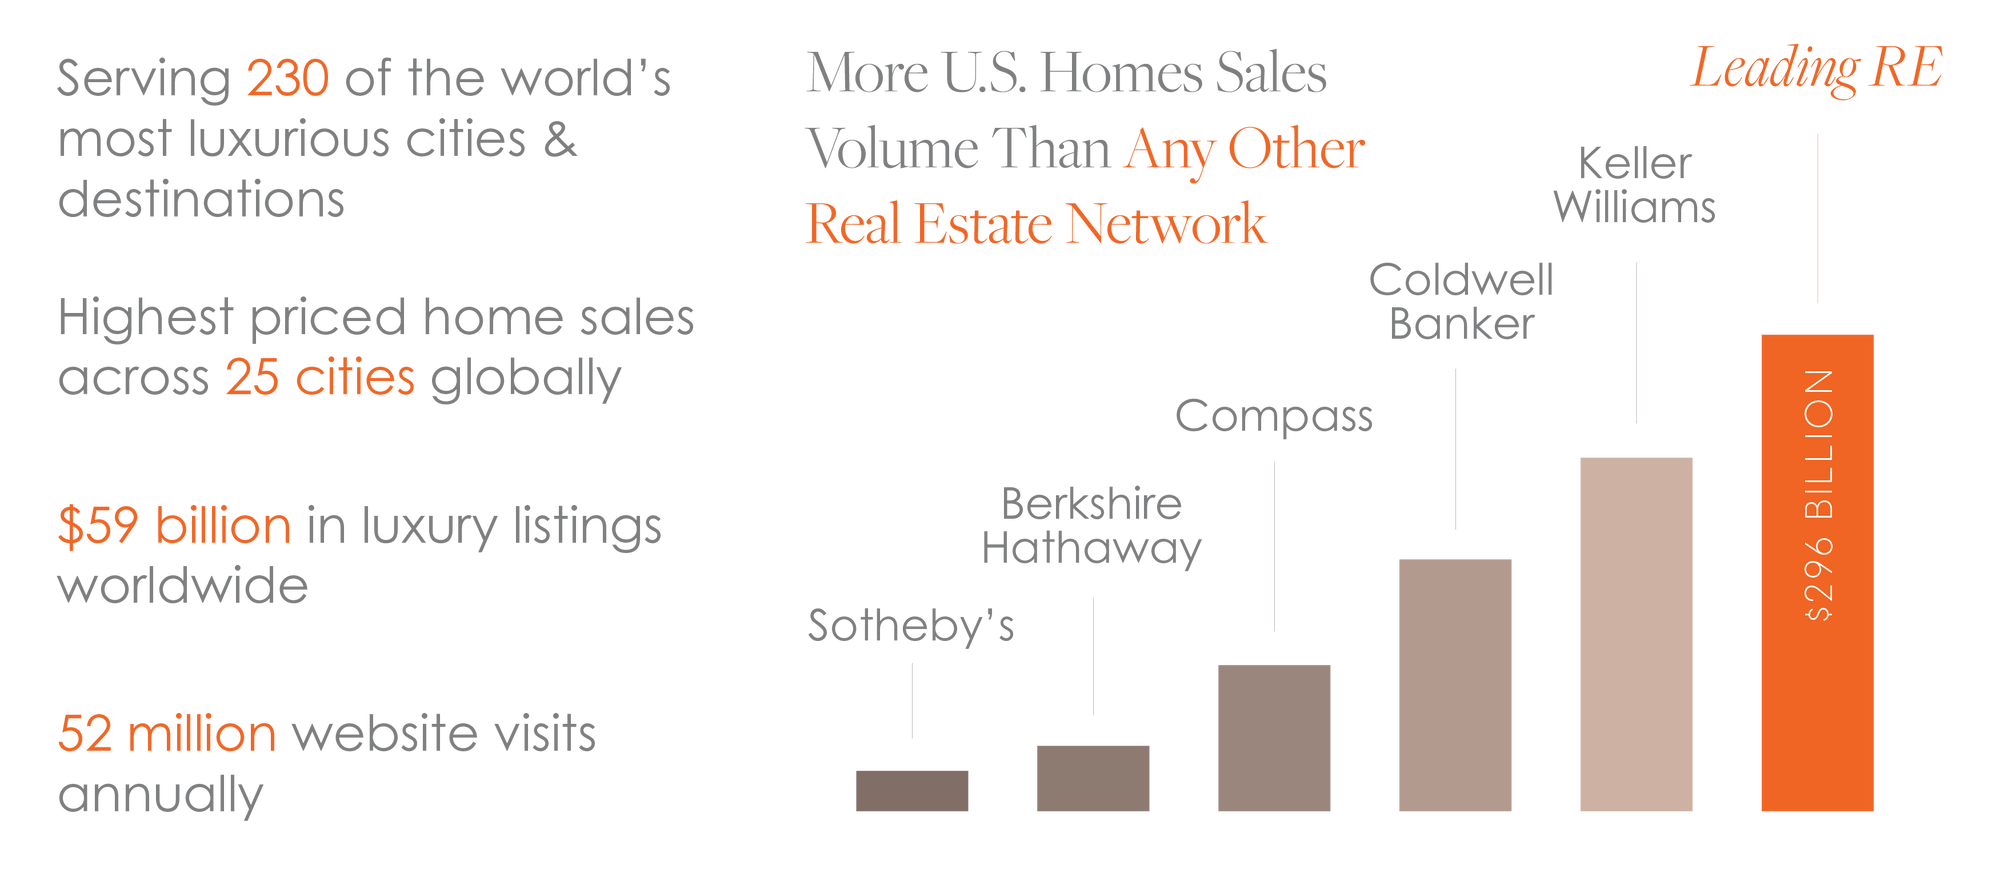 Serving 230 of the world’s
most luxurious cities &
destinations
Highest priced home sales
across 25 cities globally
$59 billion in luxury listings
worldwide
52 million website visits
annually
More U.S. Homes Sales
Volume Than Any Other
Real Estate Network
Sotheby’s
Berkshire
Hathaway
Compass
Coldwell
Banker
Keller
Williams
Leading RE
$296 BILLION